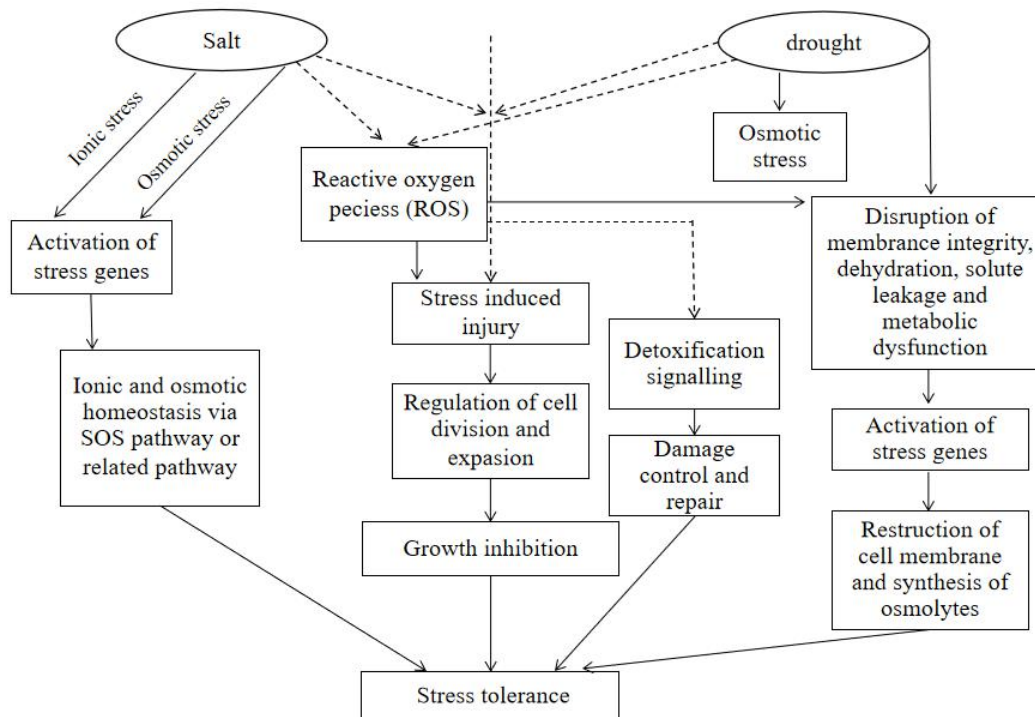 Salt
drought
Ionic stress
Osmotic stress
Osmotic
stress
Reactive oxygen
peciess (ROS)
Activation of
stress genes
Disruption of
membrance integrity,
dehydration, solute
leakage and
metabolic
dysfunction
Stress induced
injury
Detoxification
signalling
Ionic and osmotic
homeostasis via
SOS pathway or
related pathway
Regulation of cell
division and
expasion
Activation of
stress genes
Damage
control and
repair
Growth inhibition
Restruction of
cell membrane
and synthesis of
osmolytes
Stress tolerance